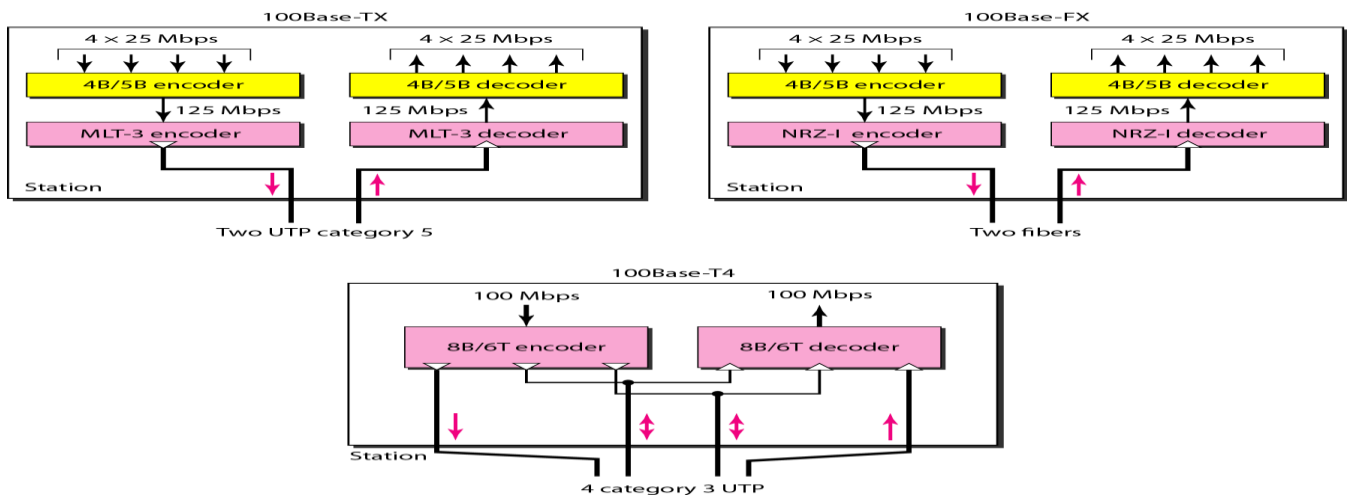 100Base-TX
4 × 25 Mbps
4 × 25 Mbps
4B/5B encoder
4B/5B decoder
125 Mbps
125 Mbps
MLT-3 encoder
MLT-3 decoder
Station
Two UTP category 5
100Base-FX
4 × 25 Mbps
4 × 25 Mbps
4B/5B encoder
4B/5B decoder
125 Mbps
125 Mbps
NRZ-I encoder
NRZ-I decoder
Station
Two fibers
100Base-T4
100 Mbps
100 Mbps
8B/6T encoder
8B/6T decoder
Station
4 category 3 UTP